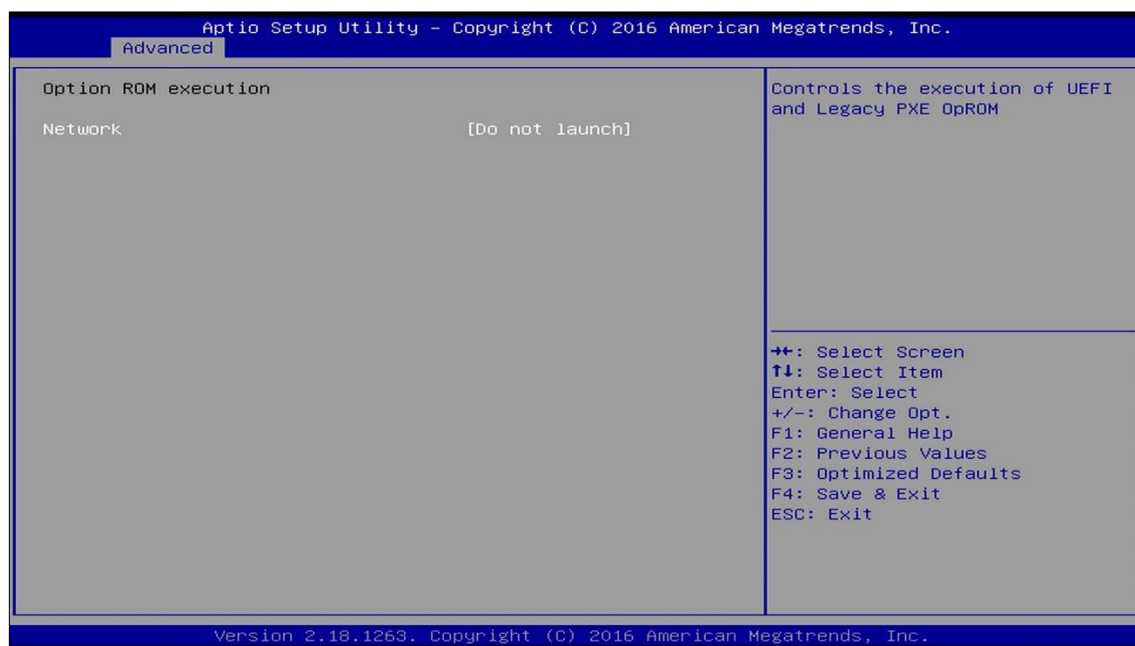 Aptio Setup Utility – Copyright (C) 2016 American Megatrends, Inc.
Advanced
Option ROM execution
Network [Do not launch]
Controls the execution of UEFI
and Legacy PXE OpROM
→←: Select Screen
↑↓: Select Item
Enter: Select
+/-: Change Opt.
F1: General Help
F2: Previous Values
F3: Optimized Defaults
F4: Save & Exit
ESC: Exit
Version 2.18.1263. Copyright (C) 2016 American Megatrends, Inc.